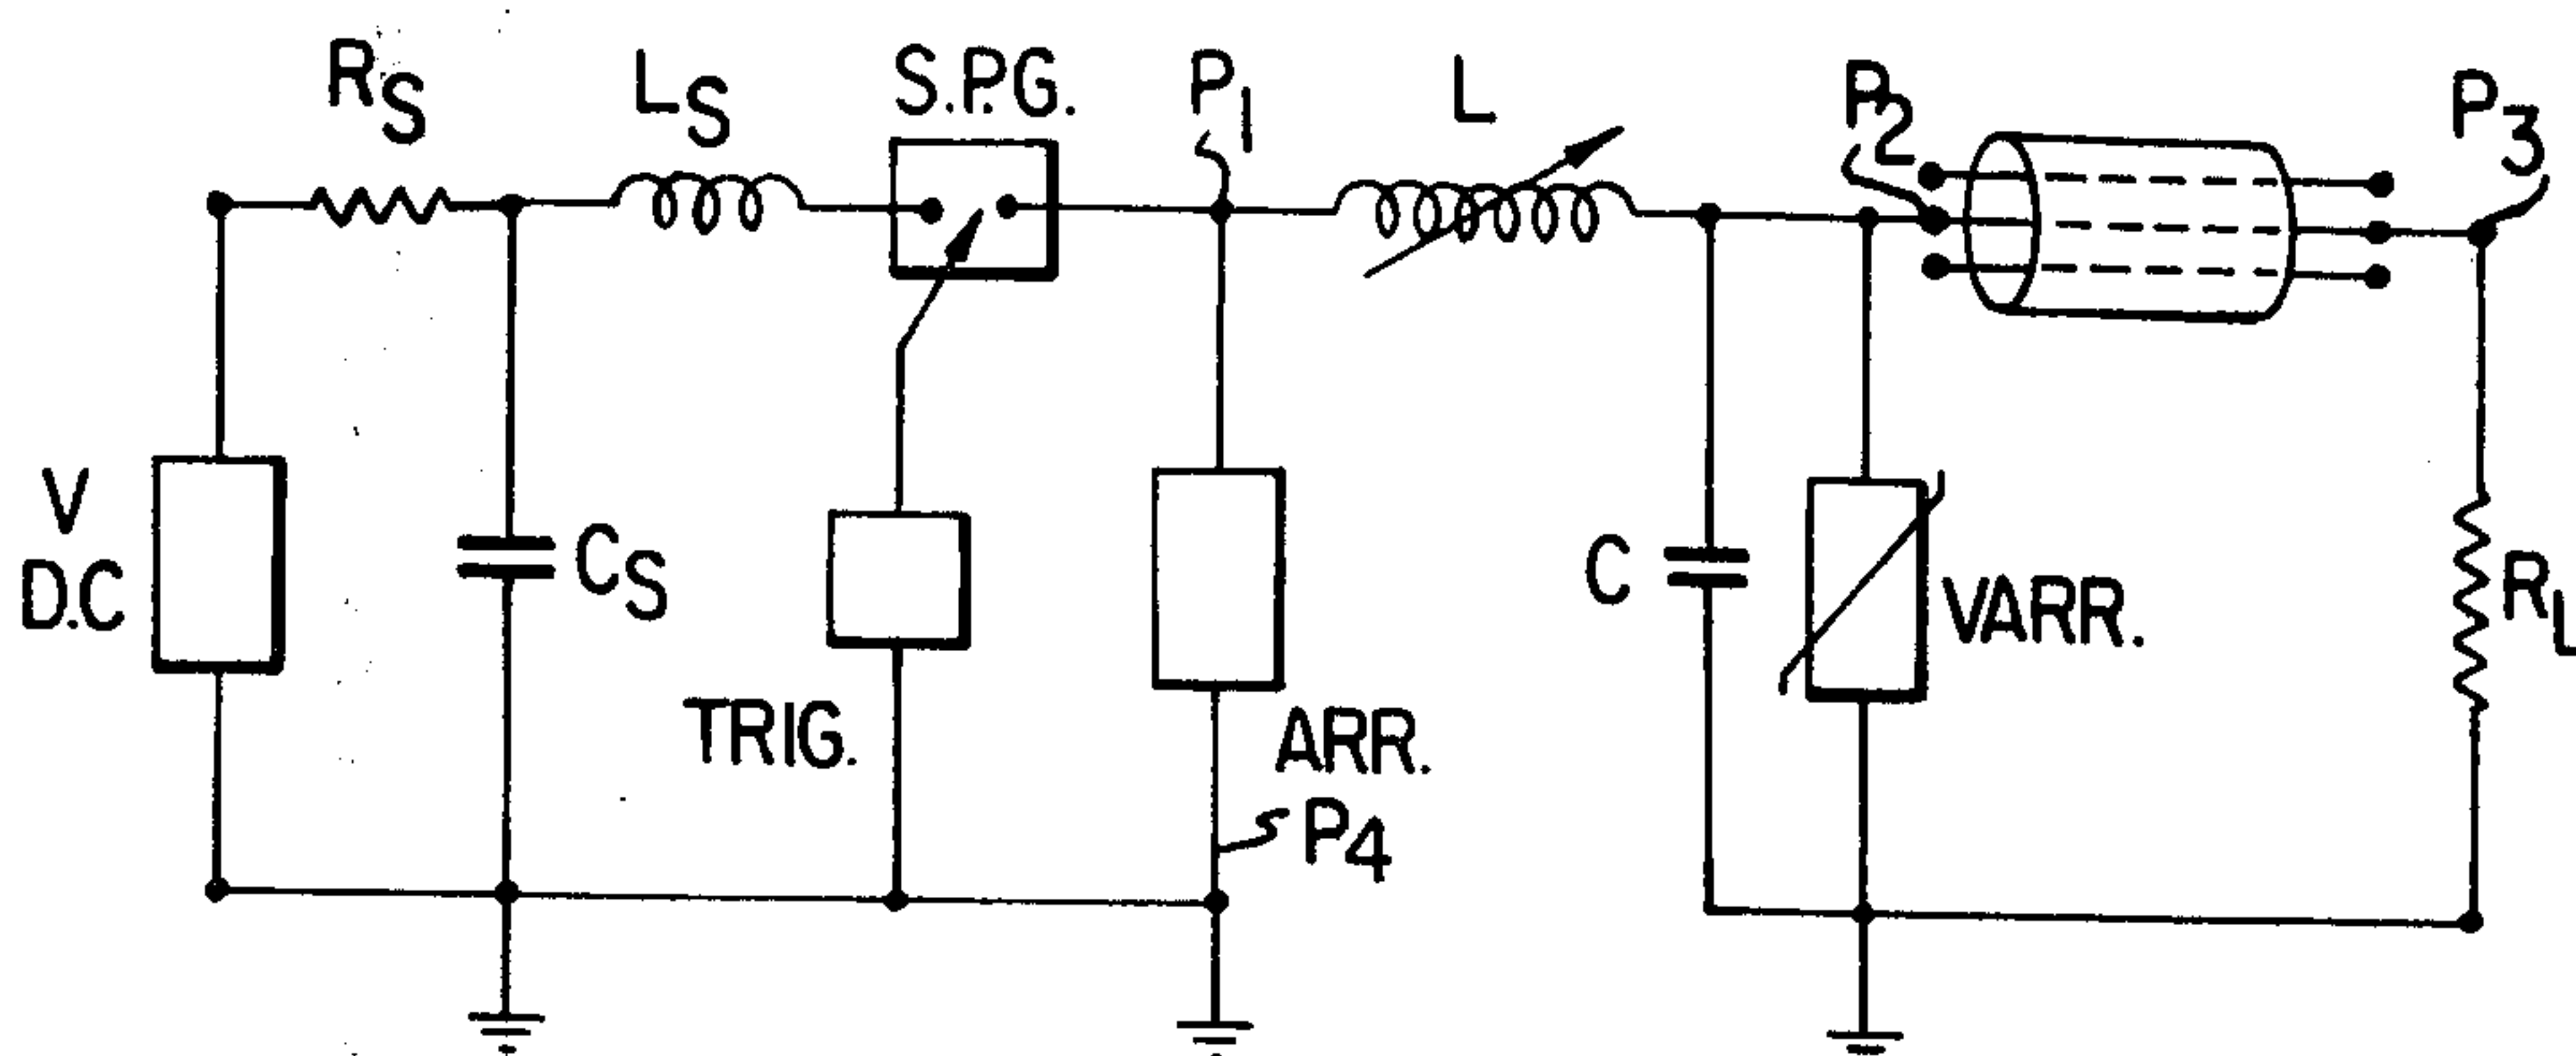 RS
LS
S.P.G.
P1
L
P2
P3
V
D.C
CS
TRIG.
ARR.
P4
C
VARR.
RL